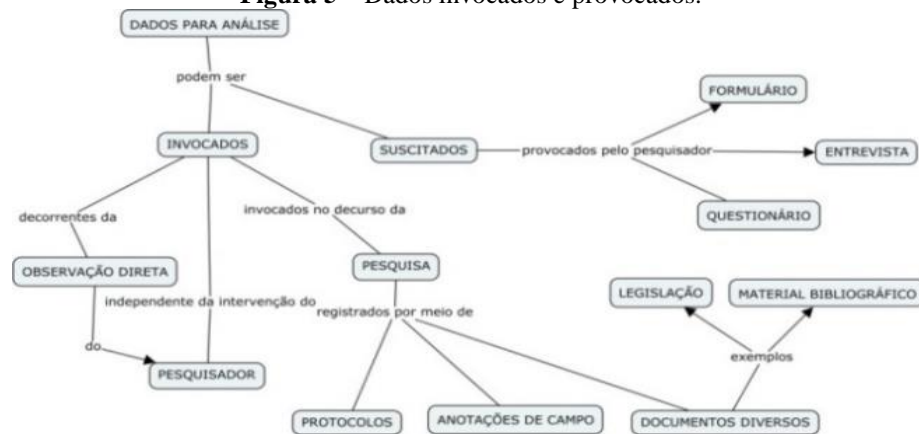 Figura 5 – Dados invocados e provocados.
DADOS PARA ANÁLISE
podem ser
FORMULÁRIO
INVOCADOS
SUSCITADOS
provocados pelo pesquisador
ENTREVISTA
decorrentes da
invocados no decurso da
QUESTIONÁRIO
OBSERVAÇÃO DIRETA
PESQUISA
LEGISLAÇÃO
MATERIAL BIBLIOGRÁFICO
independente da intervenção do
registrados por meio de
do
exemplos
PESQUISADOR
PROTOCOLOS
ANOTAÇÕES DE CAMPO
DOCUMENTOS DIVERSOS